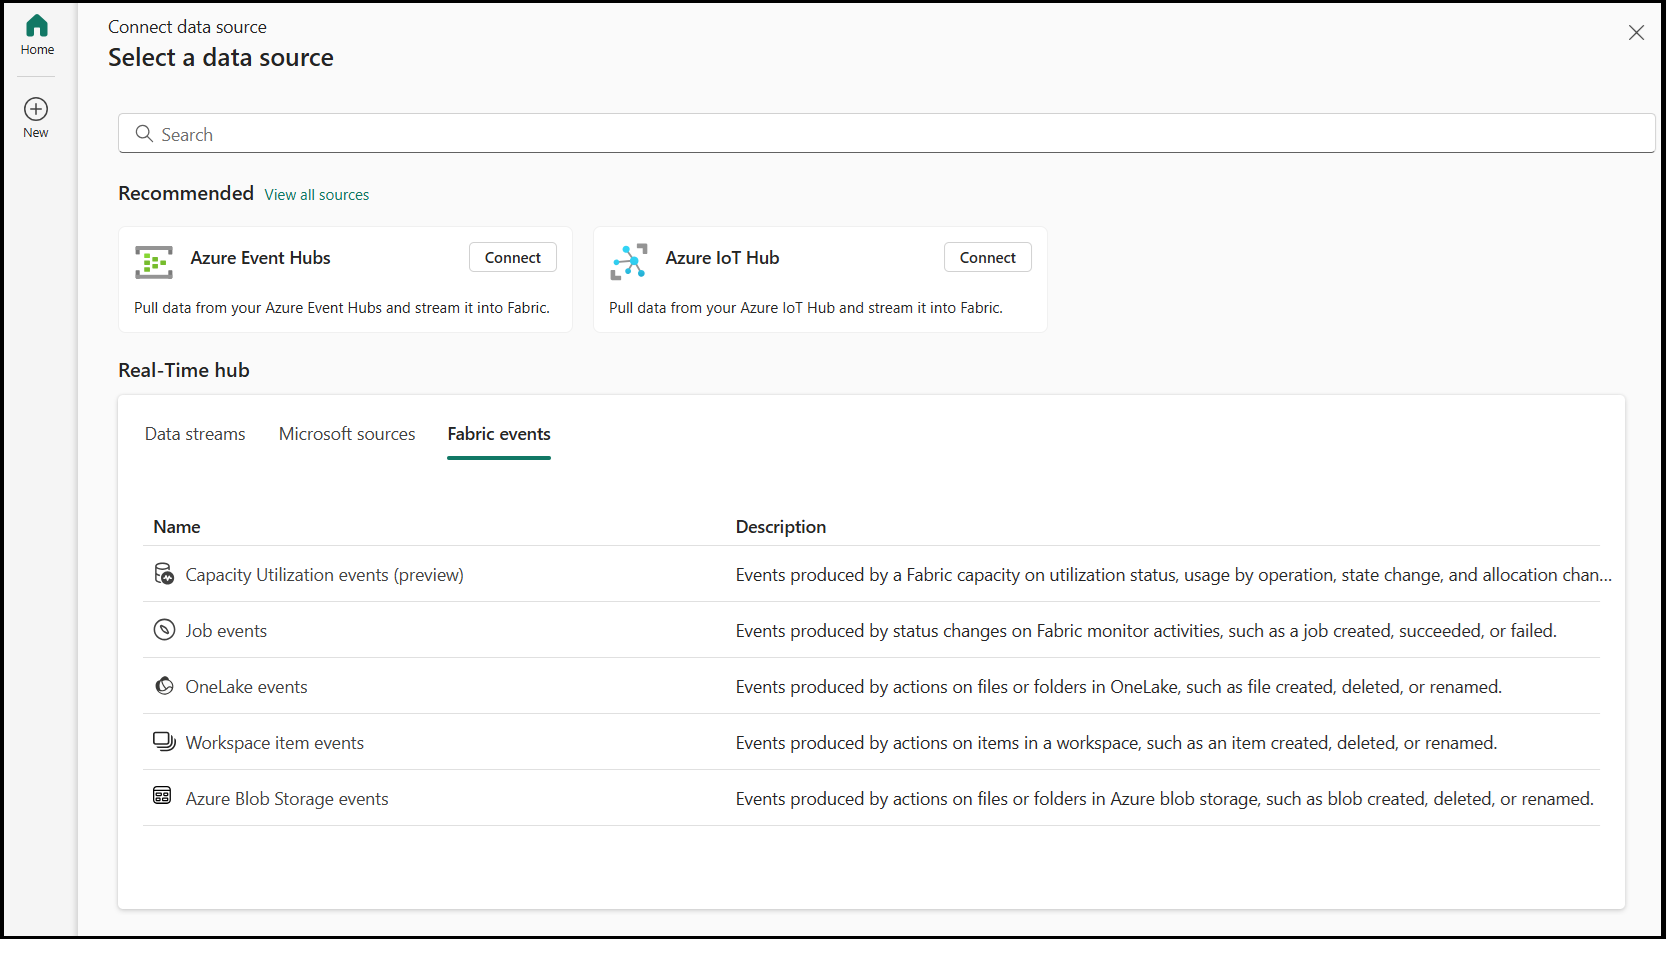 Home
New
Connect data source
Select a data source
Search
Recommended View all sources
Azure Event Hubs Connect
Pull data from your Azure Event Hubs and stream it into Fabric.
Azure IoT Hub Connect
Pull data from your Azure IoT Hub and stream it into Fabric.
Real-Time hub
Data streams Microsoft sources Fabric events
Name Description
Capacity Utilization events (preview) Events produced by a Fabric capacity on utilization status, usage by operation, state change, and allocation chan...
Job events Events produced by status changes on Fabric monitor activities, such as a job created, succeeded, or failed.
OneLake events Events produced by actions on files or folders in OneLake, such as file created, deleted, or renamed.
Workspace item events Events produced by actions on items in a workspace, such as an item created, deleted, or renamed.
Azure Blob Storage events Events produced by actions on files or folders in Azure blob storage, such as blob created, deleted, or renamed.